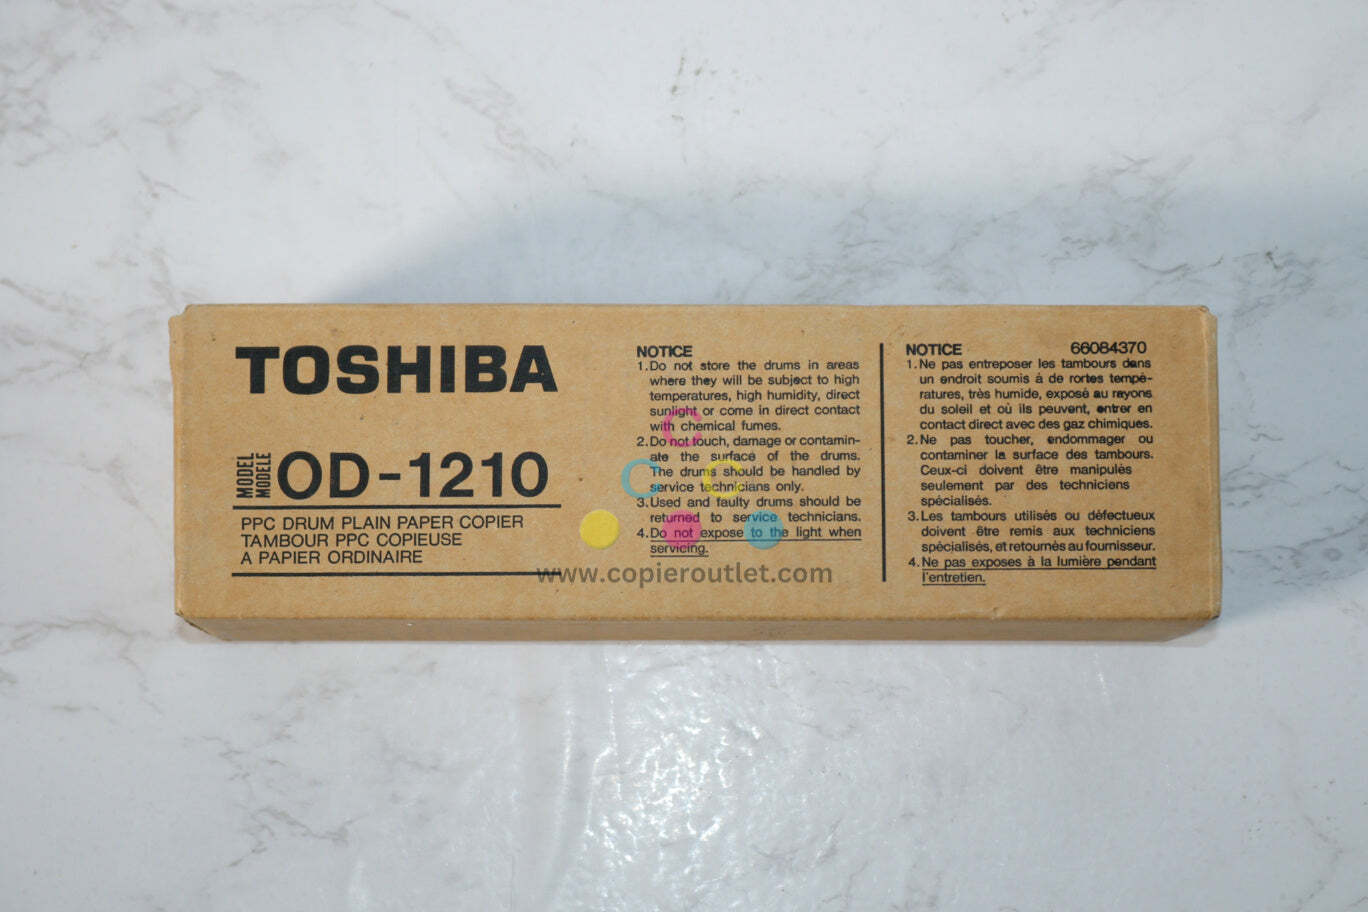 TOSHIBA
MODEL
MODÈLE
OD-1210
PPC DRUM PLAIN PAPER COPIER
TAMBOUR PPC COPIEUSE
A PAPIER ORDINAIRE
NOTICE
1. Do not store the drums in areas
where they will be subject to high
temperatures, high humidity, direct
sunlight or come in direct contact
with chemical fumes.
2. Do not touch, damage or contamin-
ate the surface of the drums.
The drums should be handled by
service technicians only.
3. Used and faulty drums should be
returned to service technicians.
4. Do not expose to the light when
servicing.
NOTICE 66084370
1. Ne pas entreposer les tambours dans
un endroit soumis à de rortes tempé-
ratures, très humide, exposé au rayons
du soleil et où ils peuvent, entrer en
contact direct avec des gaz chimiques.
2. Ne pas toucher, endommager ou
contaminer la surface des tambours.
Ceux-ci doivent être manipulés
seulement par des techniciens
spécialisés.
3. Les tambours utilisés ou défectueux
doivent être remis aux techniciens
spécialisés, et retournés au fournisseur.
4. Ne pas exposes à la lumière pendant
l'entretien.
www.copieroutlet.com